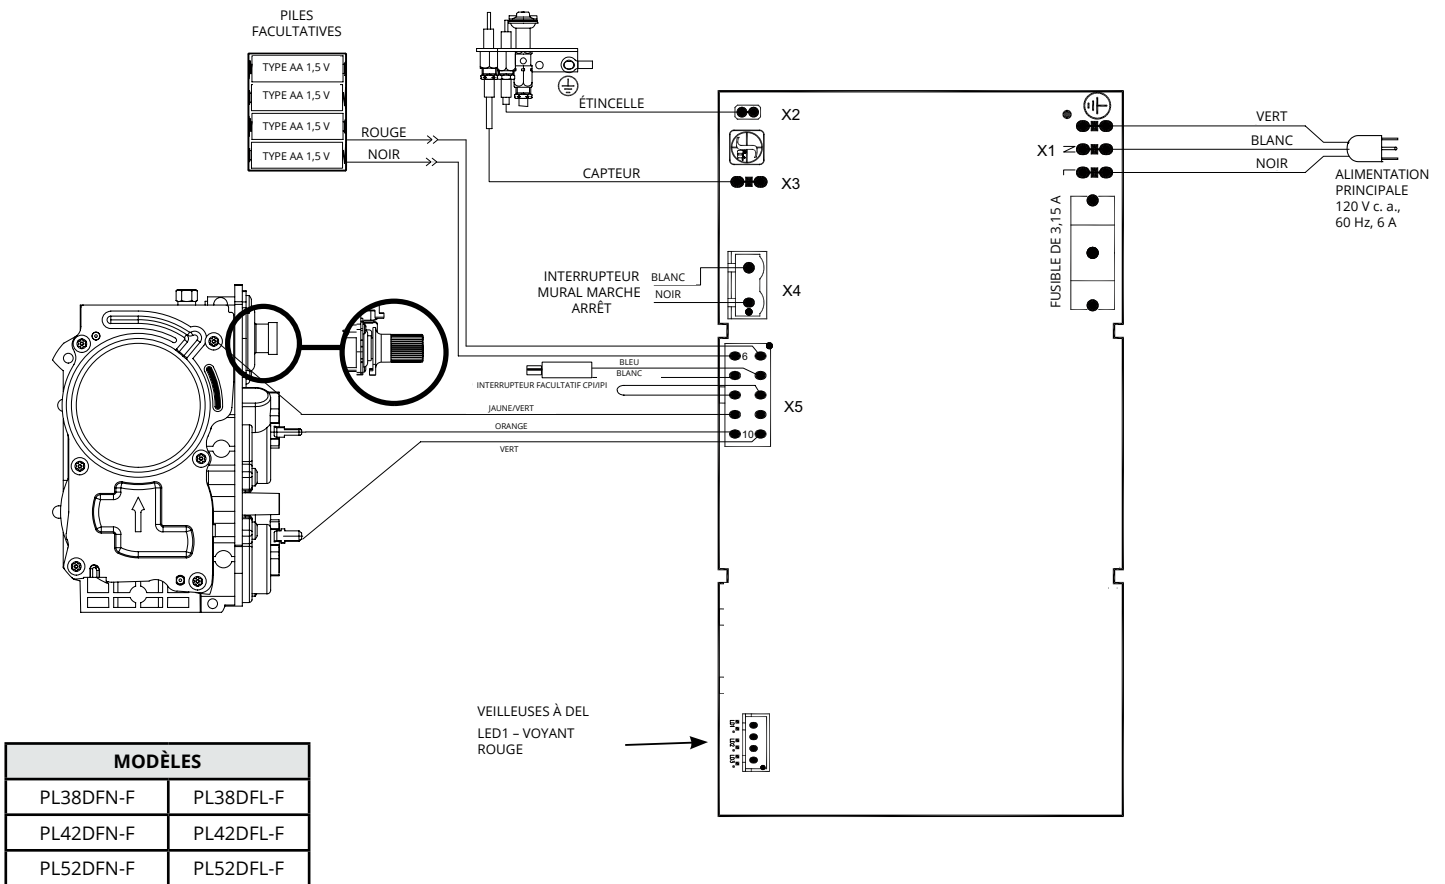 PILES
FACULTATIVES
TYPE AA 1,5 V
TYPE AA 1,5 V
TYPE AA 1,5 V
TYPE AA 1,5 V
ROUGE
NOIR
ÉTINCELLE
CAPTEUR
X2
X3
X1
N
L
VERT
BLANC
NOIR
ALIMENTATION
PRINCIPALE
120 V c. a.,
60 Hz, 6 A
FUSIBLE DE 3,15 A
INTERRUPTEUR
MURAL MARCHE
ARRÊT
BLANC
NOIR
X4
BLEU
BLANC
INTERRUPTEUR FACULTATIF CPI/IPI
6
10
X5
JAUNE/VERT
ORANGE
VERT
VEILLEUSES À DEL
LED1 – VOYANT
ROUGE
MODÈLES
PL38DFN-F PL38DFL-F
PL42DFN-F PL42DFL-F
PL52DFN-F PL52DFL-F